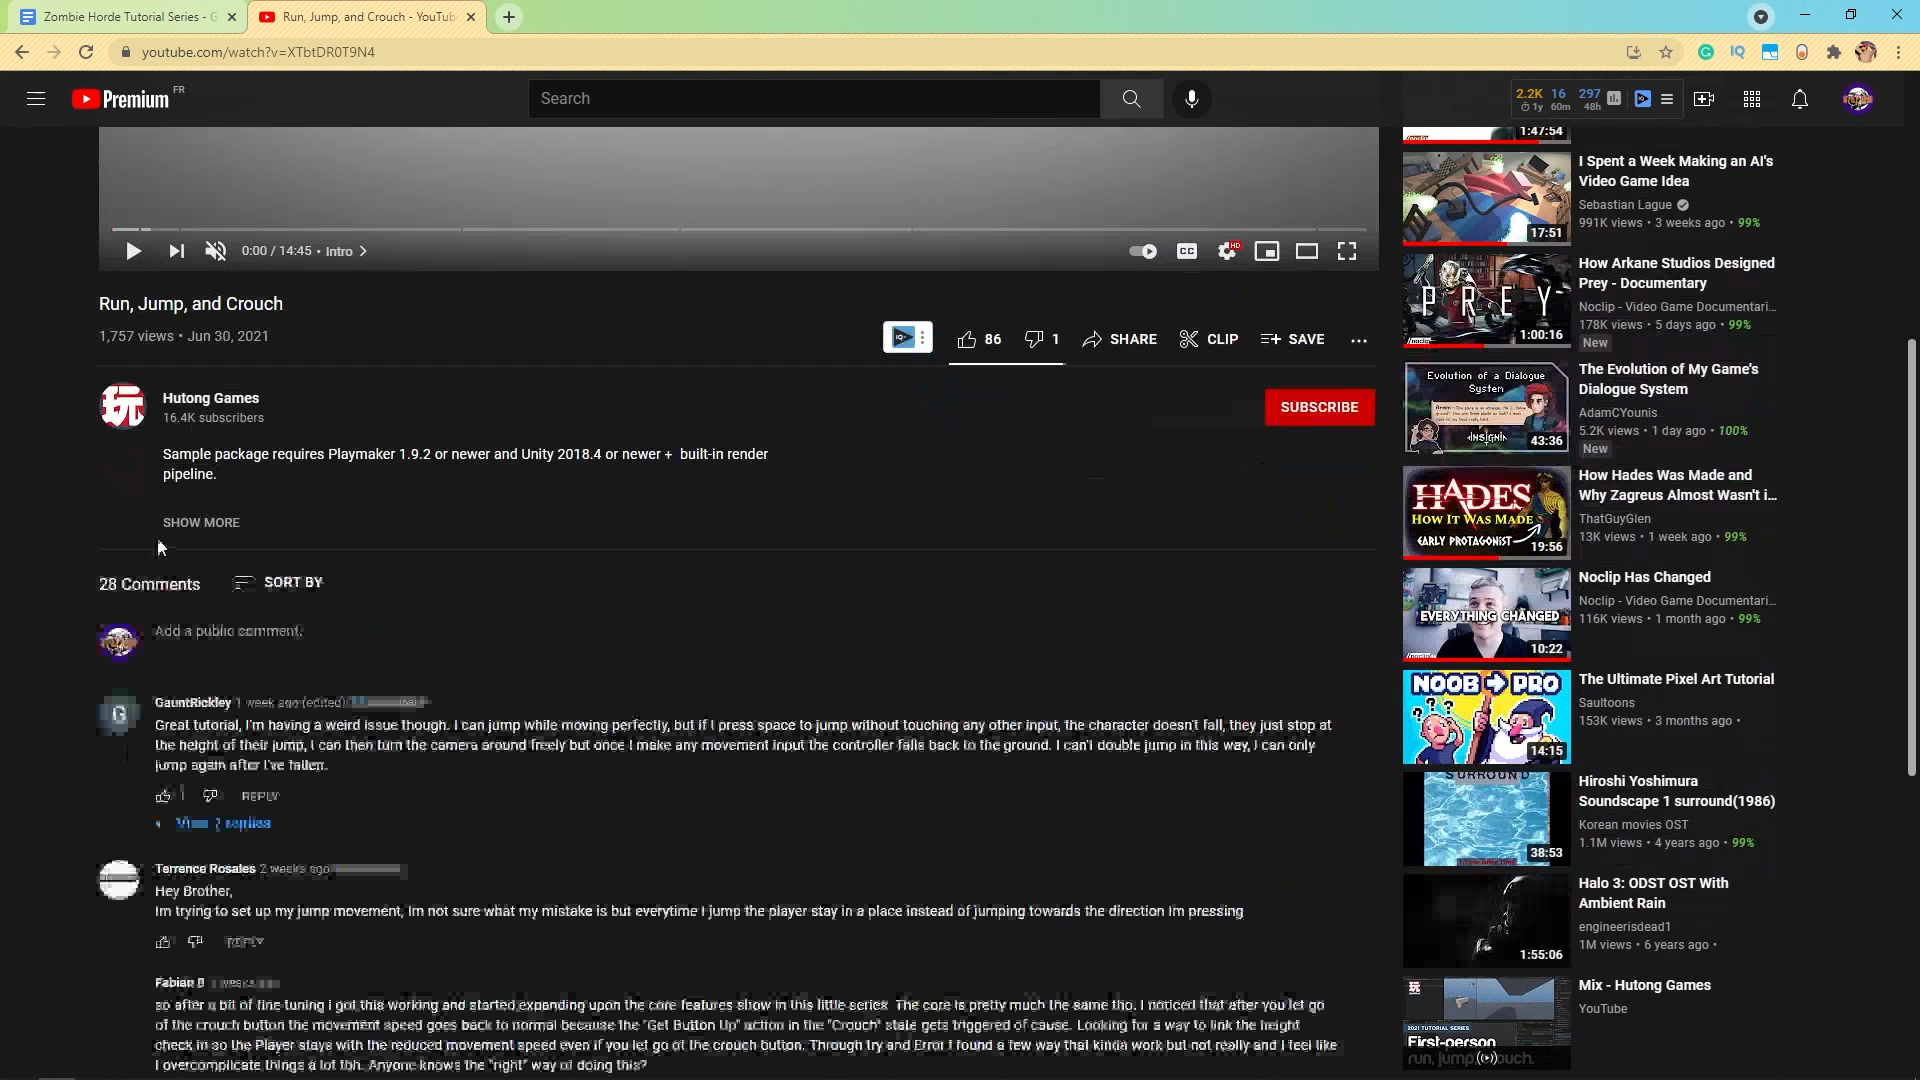 Zombie Horde Tutorial Series - G
Run, Jump, and Crouch - YouTub
youtube.com/watch?v=XTbtDR0T9N4
Premium FR
Search
2.2K 16 297
1y 60m 48h
0:00 / 14:45 • Intro
CC
HD
Run, Jump, and Crouch
1,757 views • Jun 30, 2021
86
1
SHARE
CLIP
SAVE
玩
Hutong Games
16.4K subscribers
SUBSCRIBE
Sample package requires Playmaker 1.9.2 or newer and Unity 2018.4 or newer + built-in render
pipeline.
SHOW MORE
28 Comments
SORT BY
Add a public comment.
G
GauntRickley 1 week ago (edited)
Great tutorial, I'm having a weird issue though. I can jump while moving perfectly, but if I press space to jump without touching any other input, the character doesn't fall, they just stop at
the height of their jump, I can then turn the camera around freely but once I make any movement input the controller falls back to the ground. I can't double jump in this way, I can only
jump again after I've fallen.
REPLY
View 2 replies
Terrence Rosales 2 weeks ago
Hey Brother,
Im trying to set up my jump movement, Im not sure what my mistake is but everytime I jump the player stay in a place instead of jumping towards the direction Im pressing
REPLY
Fabian
so after a bit of fine tuning i got this working and started expanding upon the core features show in this little series. The core is pretty much the same tho. I noticed that after you let go
of the crouch button the movement speed goes back to normal because the "Get Button Up" action in the "Crouch" state gets triggered of cause. Looking for a way to link the height
check in so the Player stays with the reduced movement speed even if you let go of the crouch button. Through try and Error I found a few way that kinda work but not really and I feel like
I overcomplicate things a lot tbh. Anyone knows the "right" way of doing this?
1:47:54
I Spent a Week Making an AI's
Video Game Idea
Sebastian Lague
991K views • 3 weeks ago • 99%
17:51
How Arkane Studios Designed
Prey - Documentary
Noclip - Video Game Documentari...
178K views • 5 days ago • 99%
New
PREY
1:00:16
The Evolution of My Game's
Dialogue System
AdamCYounis
5.2K views • 1 day ago • 100%
New
Evolution of a Dialogue
System
INSIGNIA
43:36
How Hades Was Made and
Why Zagreus Almost Wasn't i...
ThatGuyGlen
13K views • 1 week ago • 99%
HADES
HOW IT WAS MADE
EARLY PROTAGONIST
19:56
Noclip Has Changed
Noclip - Video Game Documentari...
116K views • 1 month ago • 99%
EVERYTHING CHANGED
10:22
The Ultimate Pixel Art Tutorial
Saultoons
153K views • 3 months ago •
NOOB PRO
14:15
Hiroshi Yoshimura
Soundscape 1 surround(1986)
Korean movies OST
1.1M views • 4 years ago • 99%
SURROUND
38:53
Halo 3: ODST OST With
Ambient Rain
engineerisdead1
1M views • 6 years ago •
1:55:06
Mix - Hutong Games
YouTube
2021 TUTORIAL SERIES
First-person
run, jump, crouch.